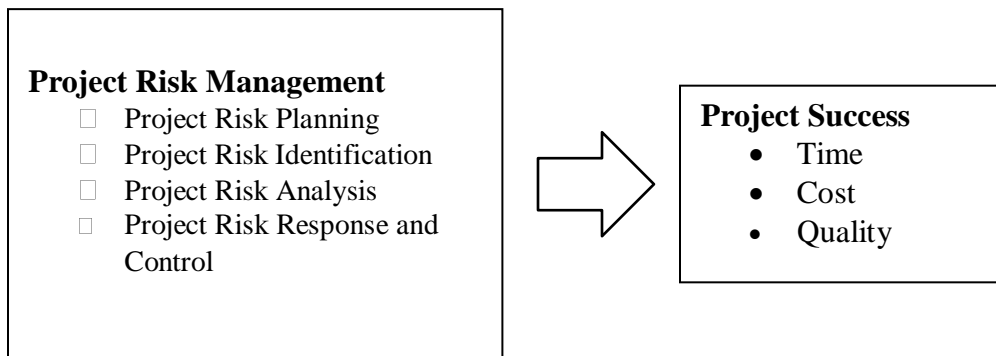 Project Risk Management
Project Risk Planning
Project Risk Identification
Project Risk Analysis
Project Risk Response and
Control
Project Success
• Time
• Cost
• Quality